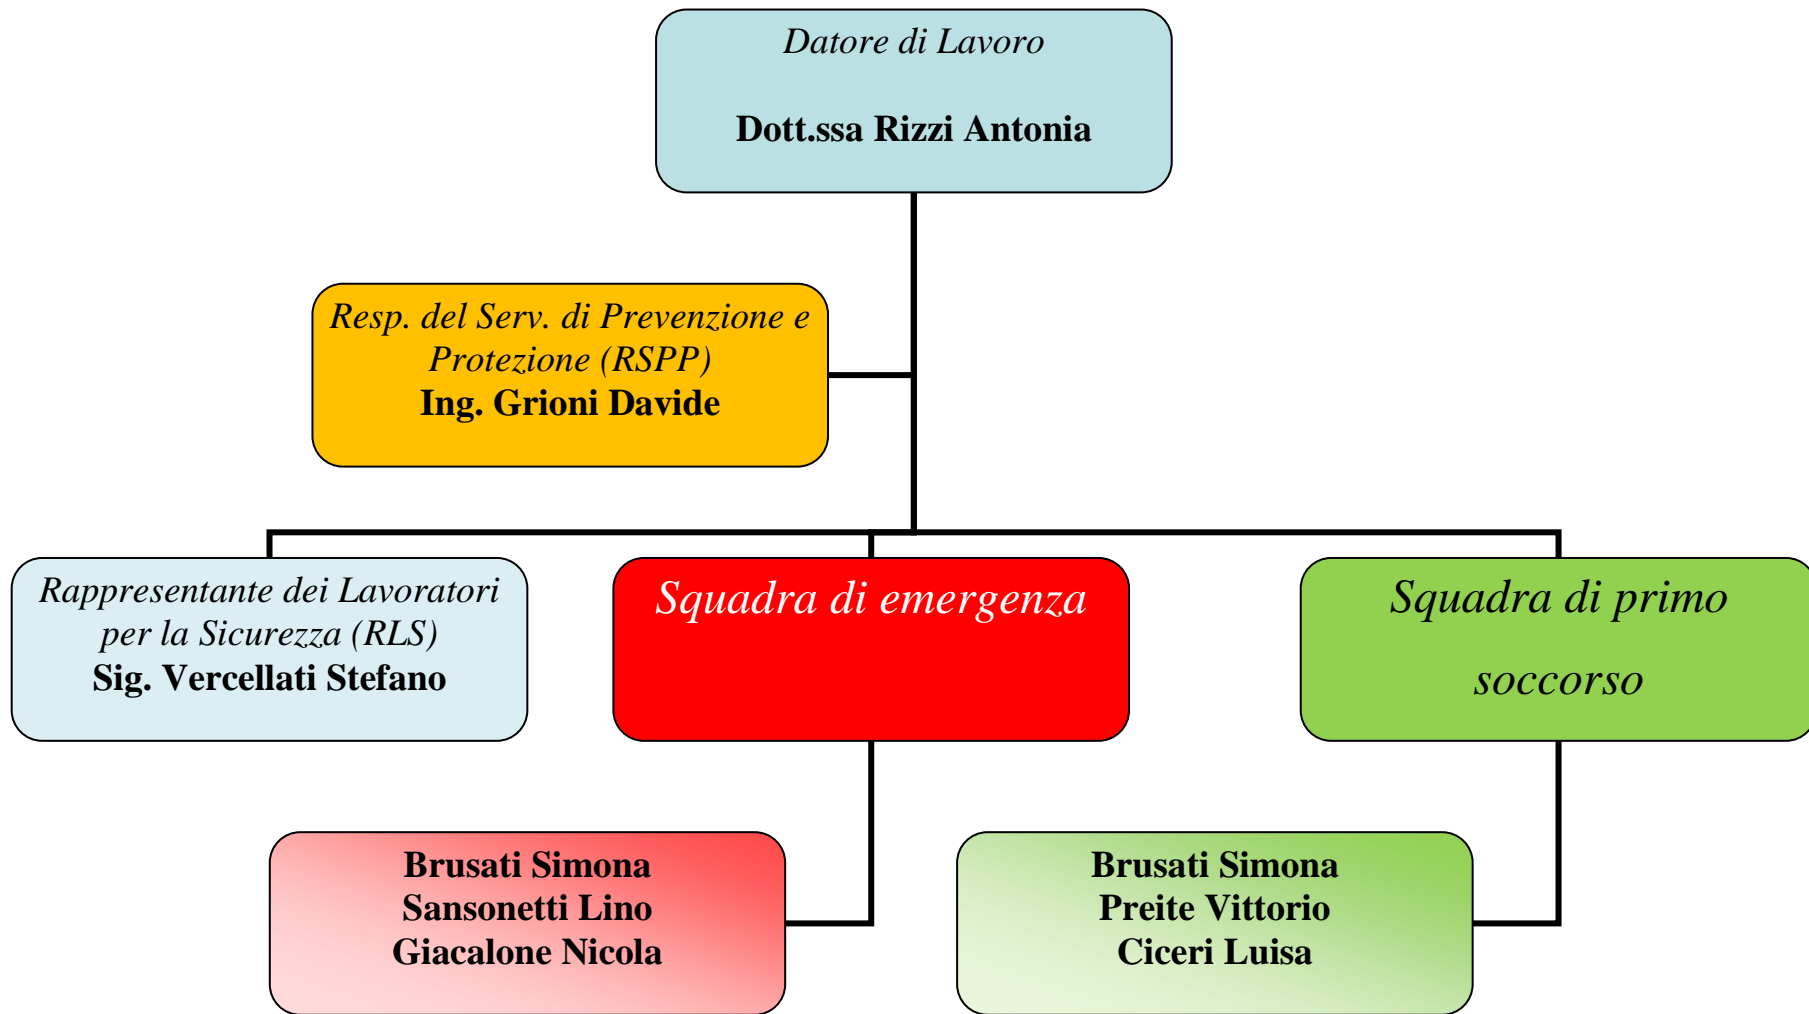 Datore di Lavoro
Dott.ssa Rizzi Antonia
Resp. del Serv. di Prevenzione e
Protezione (RSPP)
Ing. Grioni Davide
Rappresentante dei Lavoratori
per la Sicurezza (RLS)
Sig. Vercellati Stefano
Squadra di emergenza
Squadra di primo
soccorso
Brusati Simona
Sansonetti Lino
Giacalone Nicola
Brusati Simona
Preite Vittorio
Ciceri Luisa